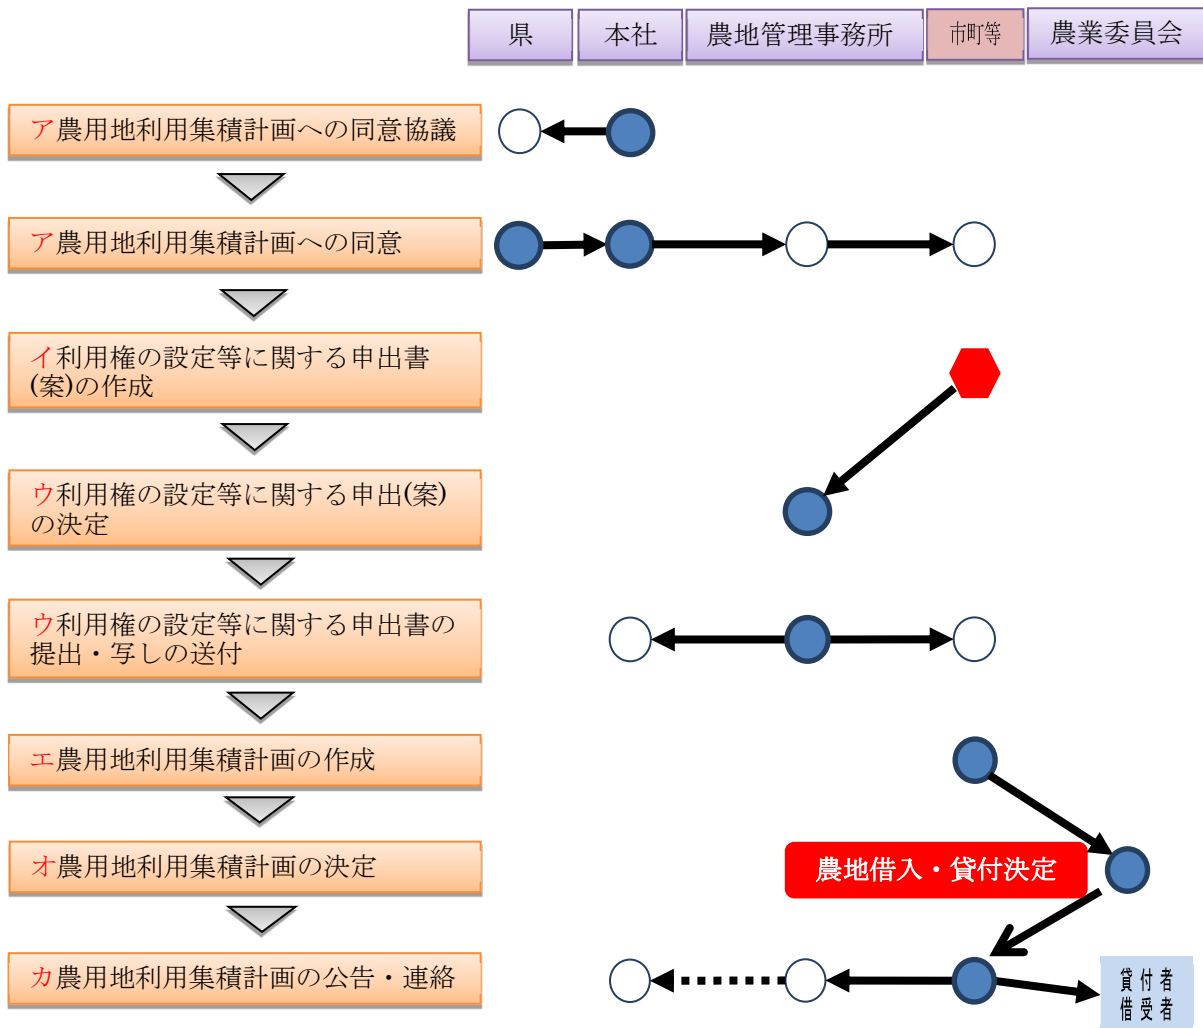 県 本社 農地管理事務所 市町等 農業委員会
ア農用地利用集積計画への同意協議
ア農用地利用集積計画への同意
イ利用権の設定等に関する申出書
(案)の作成
ウ利用権の設定等に関する申出(案)
の決定
ウ利用権の設定等に関する申出書の
提出・写しの送付
エ農用地利用集積計画の作成
オ農用地利用集積計画の決定
農地借入・貸付決定
カ農用地利用集積計画の公告・連絡
貸付者
借受者